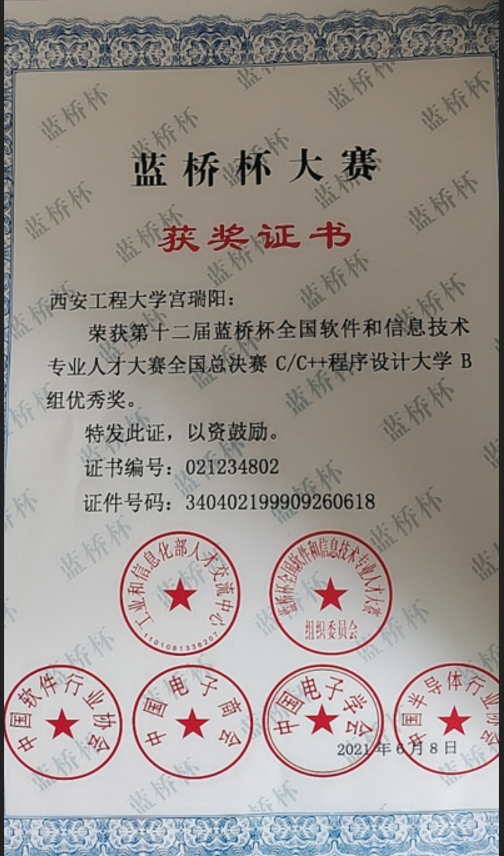 蓝桥杯大赛
获奖证书
西安工程大学宫瑞阳：
荣获第十二届蓝桥杯全国软件和信息技术
专业人才大赛全国总决赛 C/C++程序设计大学 B
组优秀奖。
特发此证，以资鼓励。
证书编号：021234802
证件号码：340402199909260618
工业和信息化部人才交流中心
1101081338207
蓝桥杯全国软件和信息技术专业人才大赛
组织委员会
中国软件行业协会
中国电子商会
中国电子学会
中国半导体行业协会
2021年6月8日
蓝桥杯